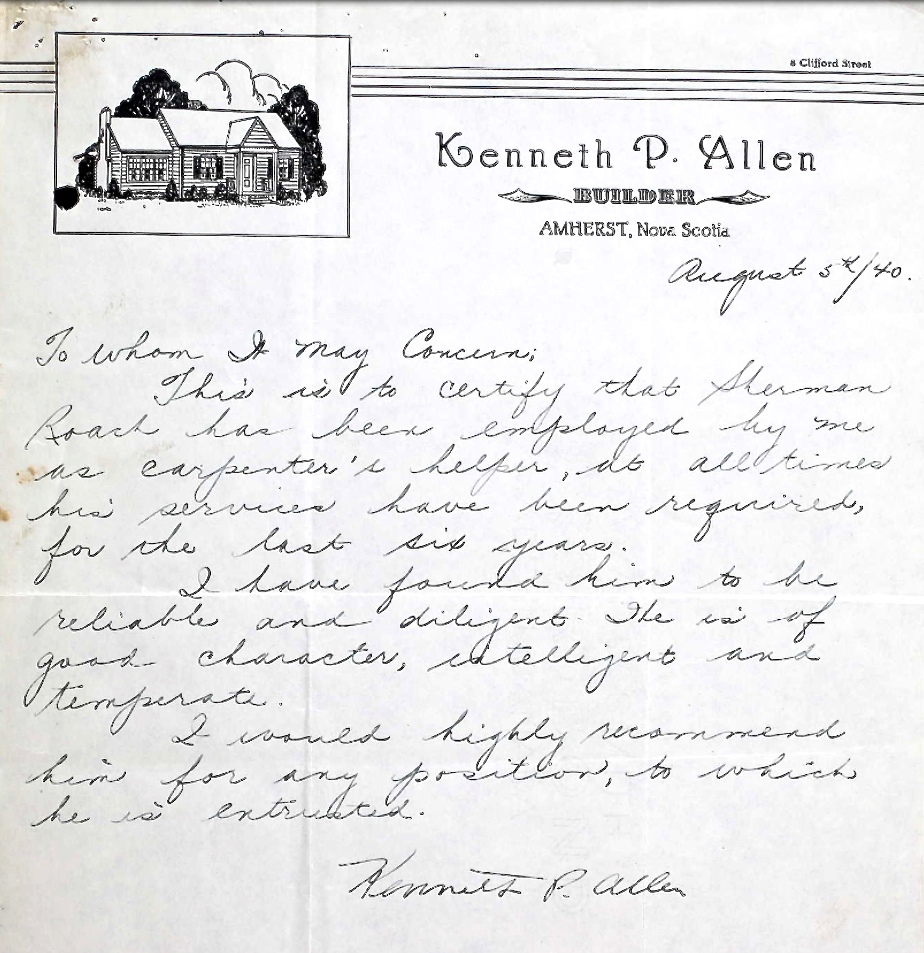 8 Clifford Street
Kenneth P. Allen
BUILDER
AMHERST, Nova Scotia
August 5th/40.
To Whom It May Concern;
This is to certify that Sherman
Roach has been employed by me
as carpenter's helper, at all times
his services have been required,
for the last six years.
I have found him to be
reliable and diligent. He is of
good character, intelligent and
temperate.
I would highly recommend
him for any position, to which
he is entrusted.
Kenneth P. Allen